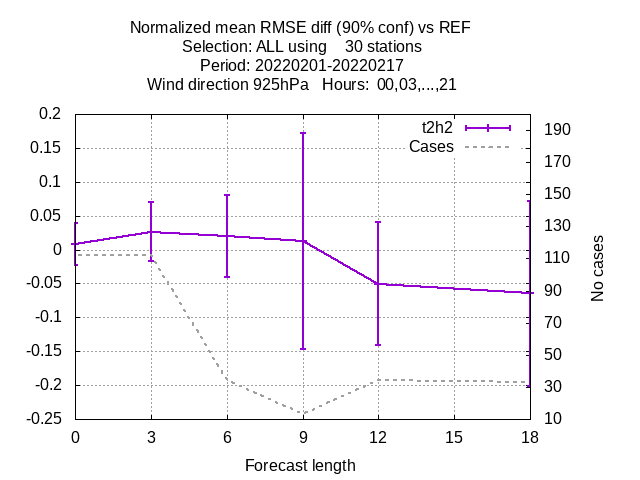 Normalized mean RMSE diff (90% conf) vs REF
Selection: ALL using    30 stations
Period: 20220201-20220217
Wind direction 925hPa   Hours:  00,03,...,21
t2h2
Cases
0.2
0.15
0.1
0.05
0
-0.05
-0.1
-0.15
-0.2
-0.25
190
170
150
130
110
90
70
50
30
10
No cases
0 3 6 9 12 15 18
Forecast length